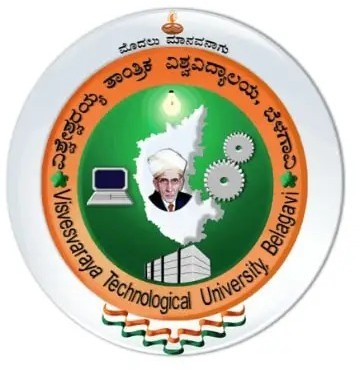 ಮೊದಲು ಮಾನವನಾಗು
ವಿಶ್ವೇಶ್ವರಯ್ಯ ತಾಂತ್ರಿಕ ವಿಶ್ವವಿದ್ಯಾಲಯ, ಬೆಳಗಾವಿ
Visvesvaraya Technological University, Belagavi